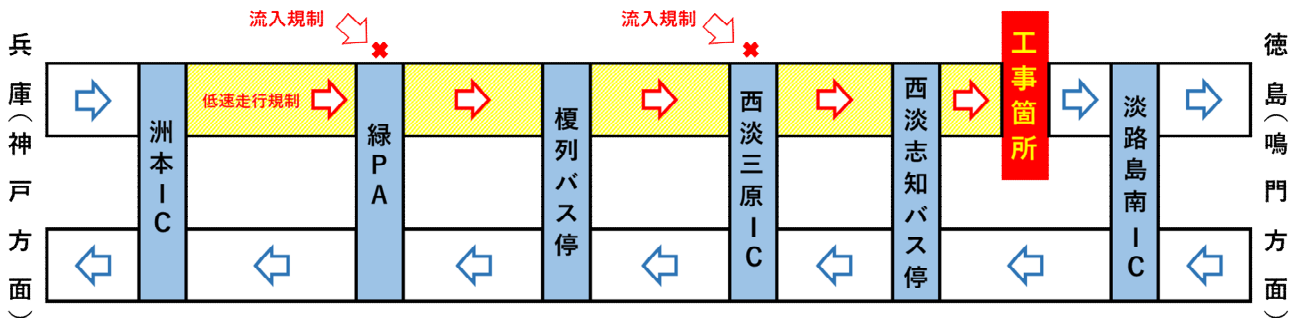 流入規制
流入規制
兵庫（神戸方面）
洲本IC
低速走行規制
緑PA
榎列バス停
西淡三原IC
西淡志知バス停
工事箇所
淡路島南IC
徳島（鳴門方面）